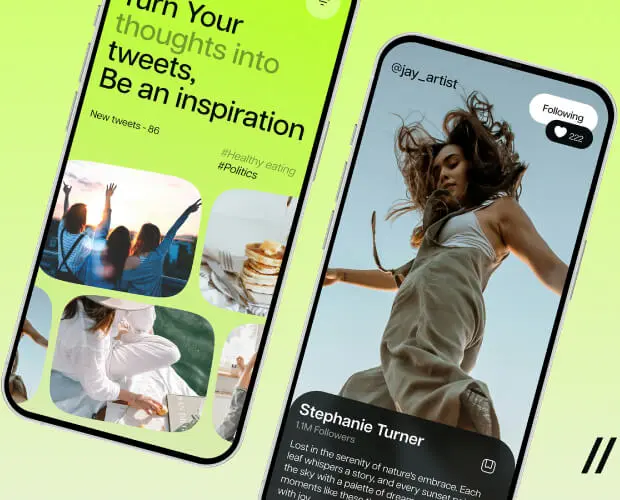 Turn Your
thoughts into
tweets,
Be an inspiration
New tweets - 86
#Healthy eating
#Politics
@jay_artist
Following
222
Stephanie Turner
1.1M Followers
Lost in the serenity of nature's embrace. Each
leaf whispers a story, and every sunset
the sky with a palette of
moments like these
with joy
//